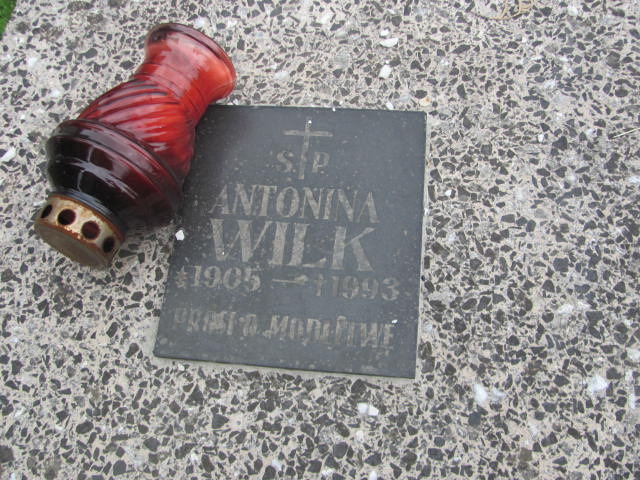 S.P.
ANTONINA
WILK
*1905 — †1993
PROSI O MODLITWĘ